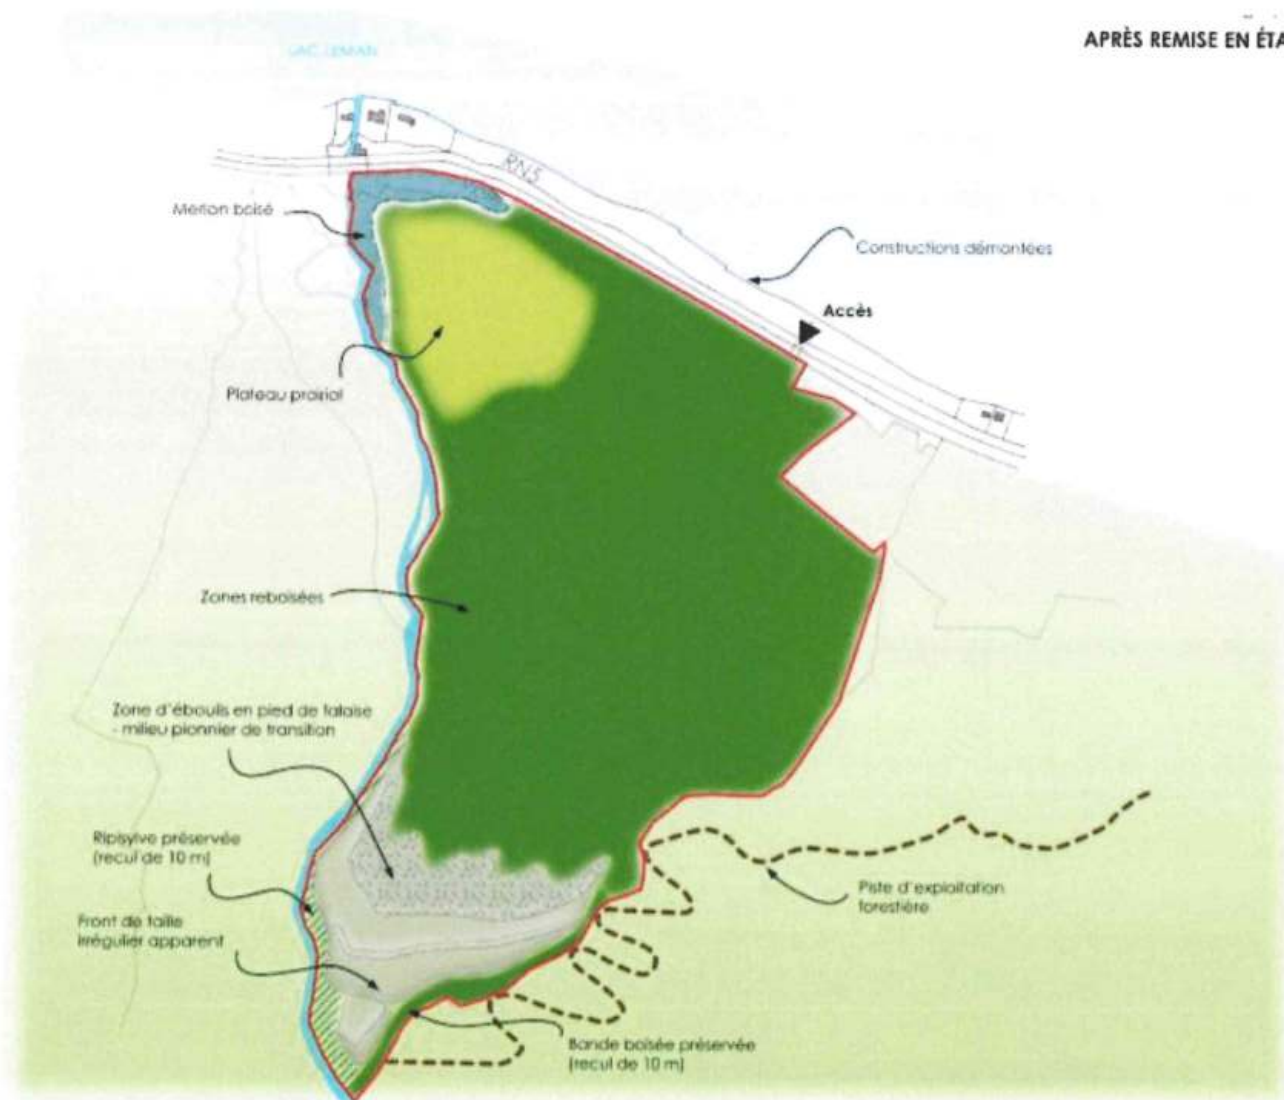 APRÈS REMISE EN ÉTA
LAC LEMAN
RN5
Merlon boisé
Constructions démontées
Accès
Plateau prairial
Zones reboisées
Zone d'éboulis en pied de falaise
- milieu pionnier de transition
Ripisylve préservée
(recul de 10 m)
Piste d'exploitation
forestière
Front de taille
irrégulier apparent
Bande boisée préservée
(recul de 10 m)